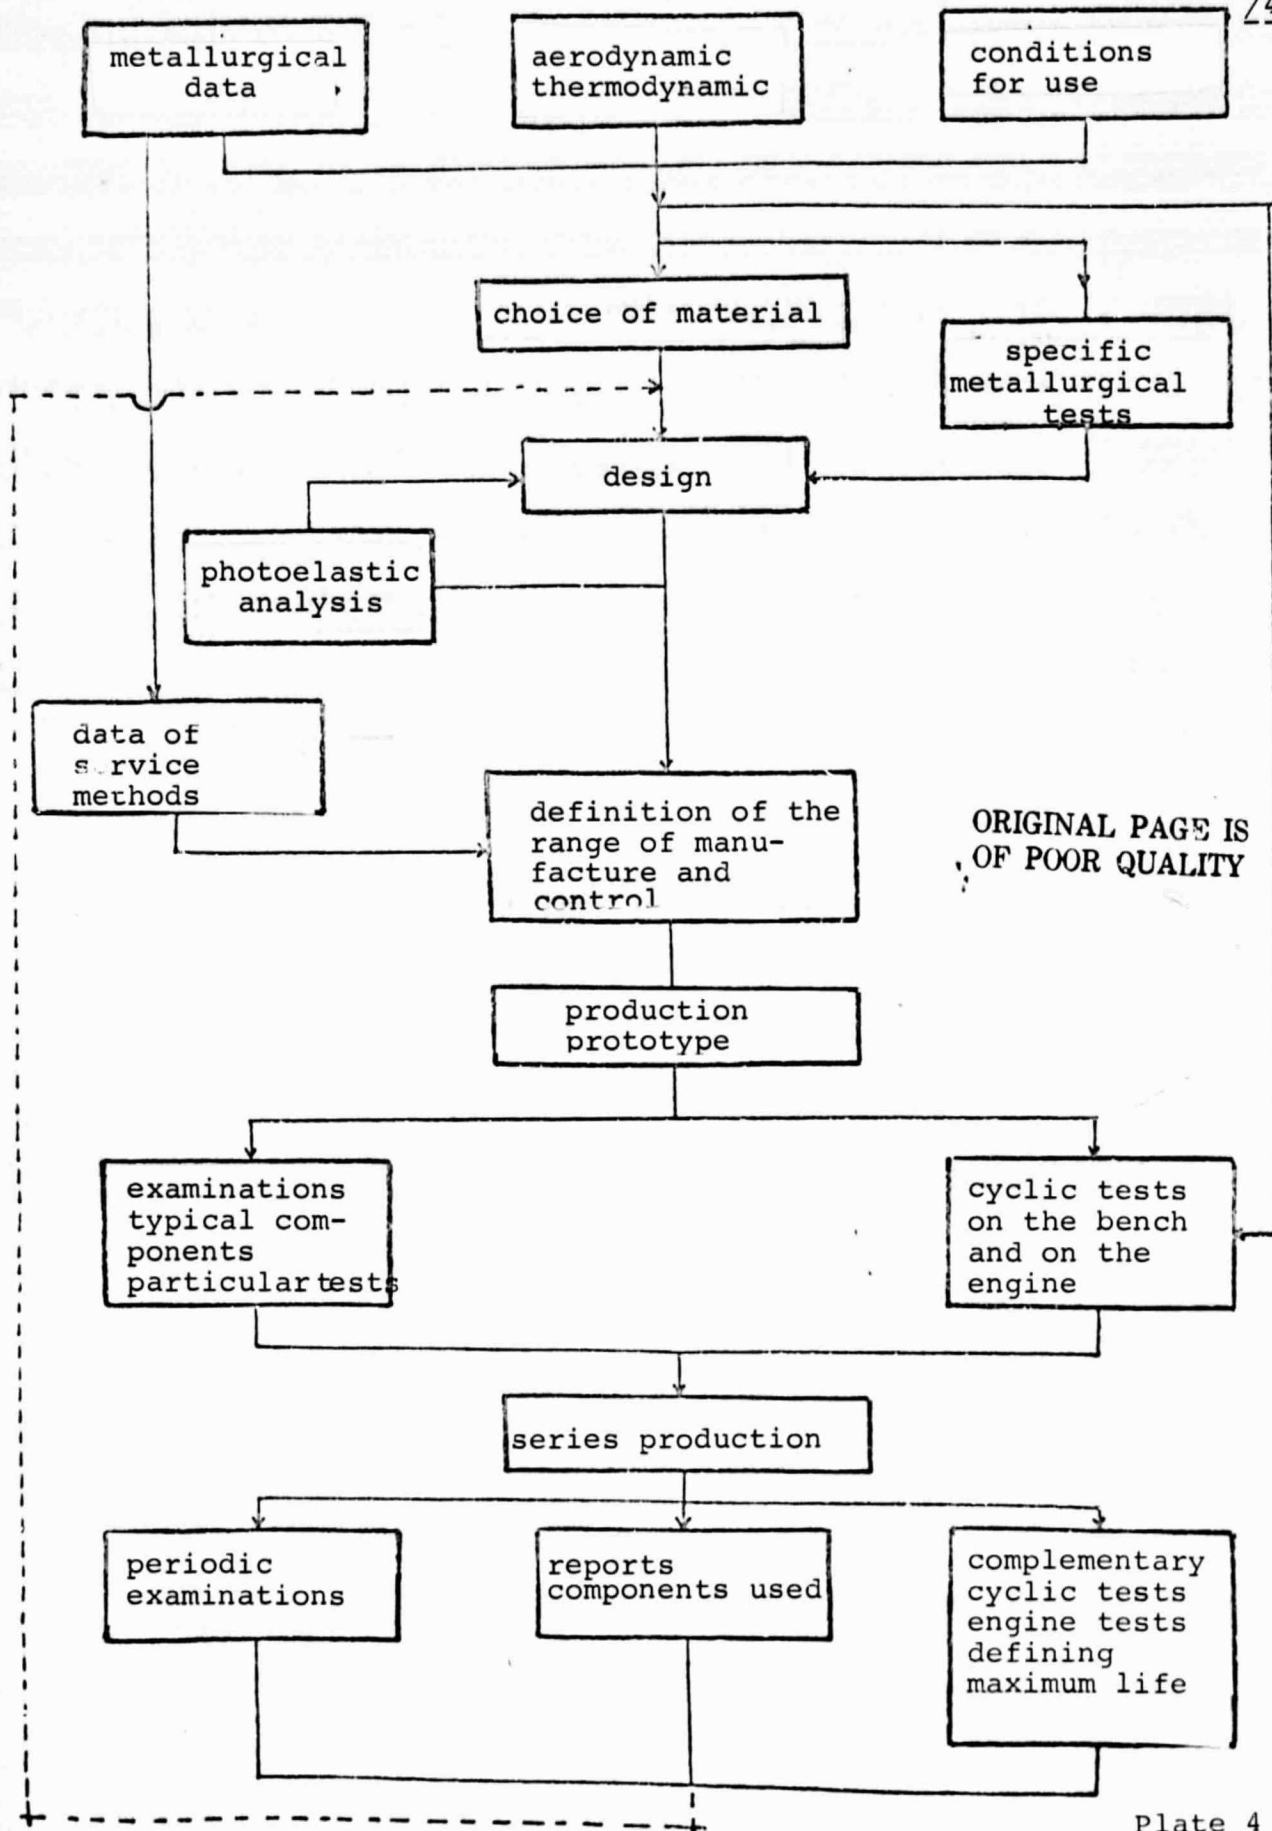 metallurgical
data
aerodynamic
thermodynamic
conditions
for use
choice of material
specific
metallurgical
tests
design
photoelastic
analysis
data of
methods
definition of the
range of manu-
facture and
control
ORIGINAL PAGE IS
OF POOR QUALITY
production
prototype
examinations
typical com-
ponents
particular tests
cyclic tests
on the bench
and on the
engine
series production
periodic
examinations
reports
components used
complementary
cyclic tests
engine tests
defining
maximum life
Plate 4